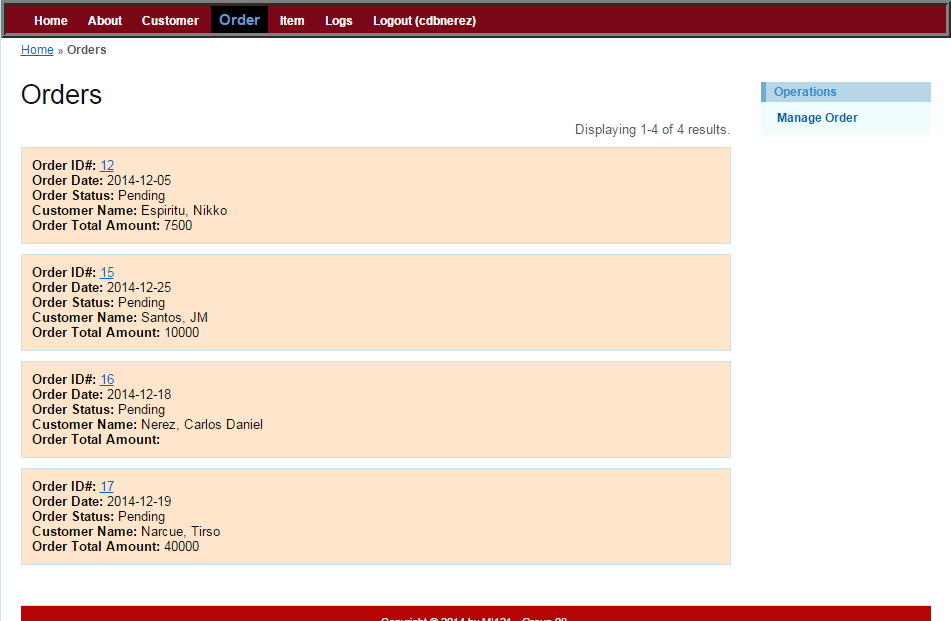 Home About Customer Order Item Logs Logout (cdbnerez)
Home » Orders
Orders
Operations
Manage Order
Displaying 1-4 of 4 results.
Order ID#: 12
Order Date: 2014-12-05
Order Status: Pending
Customer Name: Espiritu, Nikko
Order Total Amount: 7500
Order ID#: 15
Order Date: 2014-12-25
Order Status: Pending
Customer Name: Santos, JM
Order Total Amount: 10000
Order ID#: 16
Order Date: 2014-12-18
Order Status: Pending
Customer Name: Nerez, Carlos Daniel
Order Total Amount:
Order ID#: 17
Order Date: 2014-12-19
Order Status: Pending
Customer Name: Narcue, Tirso
Order Total Amount: 40000
Copyright © 2014 by